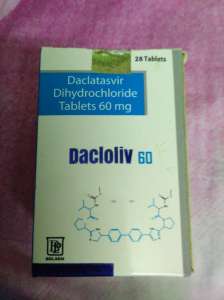 28 Tablets
Daclatasvir
Dihydrochloride
Tablets 60 mg
Dacloliv 60